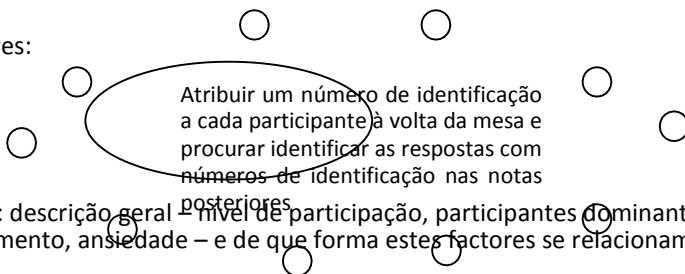 res:
Atribuir um número de identificação
a cada participante à volta da mesa e
procurar identificar as respostas com
números de identificação nas notas
posteriores
: descrição geral – nível de participação, participantes dominant
mento, ansiedade – e de que forma estes factores se relacionam